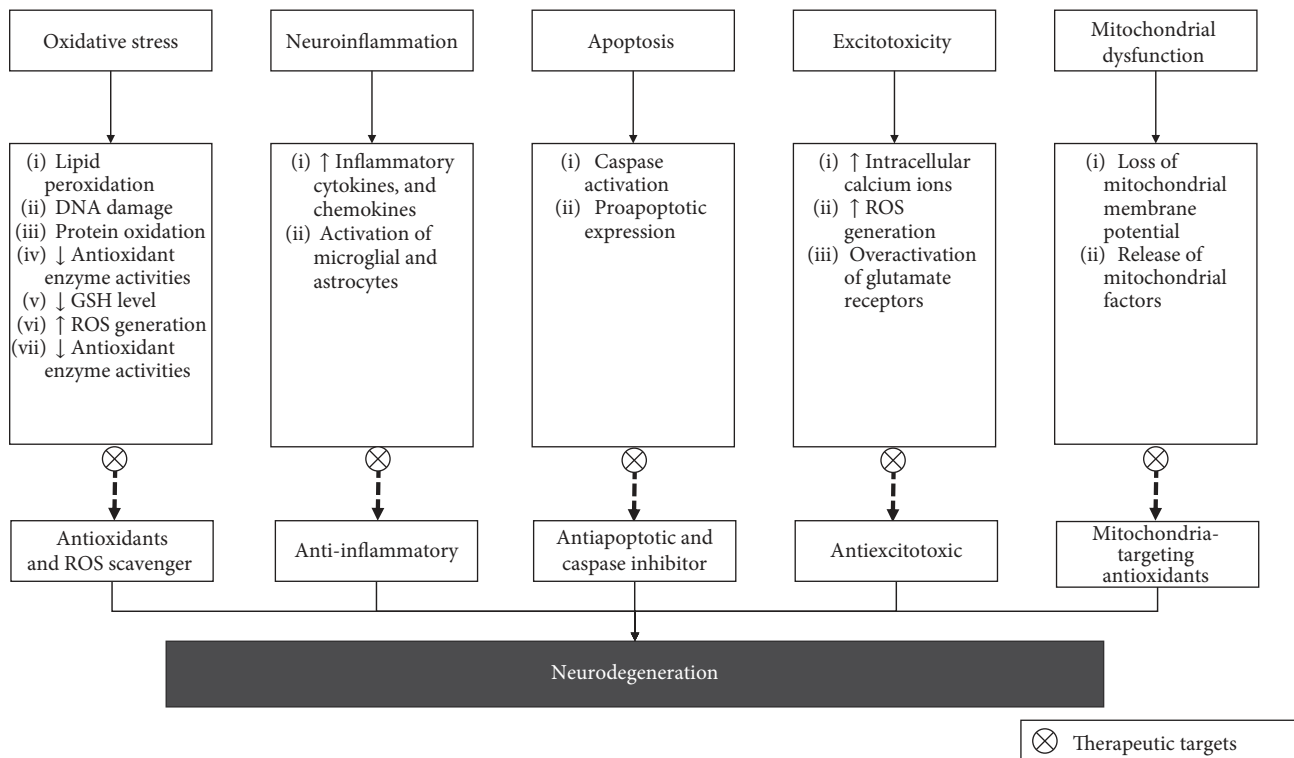 Oxidative stress
Neuroinflammation
Apoptosis
Excitotoxicity
Mitochondrial
dysfunction
(i) Lipid
peroxidation
(ii) DNA damage
(iii) Protein oxidation
(iv) ↓ Antioxidant
enzyme activities
(v) ↓ GSH level
(vi) ↑ ROS generation
(vii) ↓ Antioxidant
enzyme activities
(i) ↑ Inflammatory
cytokines, and
chemokines
(ii) Activation of
microglial and
astrocytes
(i) Caspase
activation
(ii) Proapoptotic
expression
(i) ↑ Intracellular
calcium ions
(ii) ↑ ROS
generation
(iii) Overactivation
of glutamate
receptors
(i) Loss of
mitochondrial
membrane
potential
(ii) Release of
mitochondrial
factors
Antioxidants
and ROS scavenger
Anti-inflammatory
Antiapoptotic and
caspase inhibitor
Antiexcitotoxic
Mitochondria-
targeting
antioxidants
Neurodegeneration
Therapeutic targets